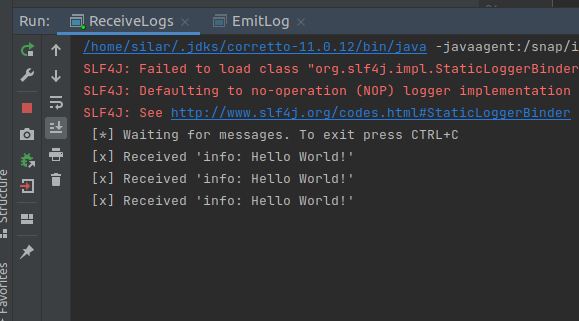 Run: ReceiveLogs × EmitLog ×
/home/silar/.jdks/corretto-11.0.12/bin/java -javaagent:/snap/i
SLF4J: Failed to load class "org.slf4j.impl.StaticLoggerBinder
SLF4J: Defaulting to no-operation (NOP) logger implementation
SLF4J: See http://www.slf4j.org/codes.html#StaticLoggerBinder
[*] Waiting for messages. To exit press CTRL+C
[x] Received 'info: Hello World!'
[x] Received 'info: Hello World!'
[x] Received 'info: Hello World!'
Structure
Favorites